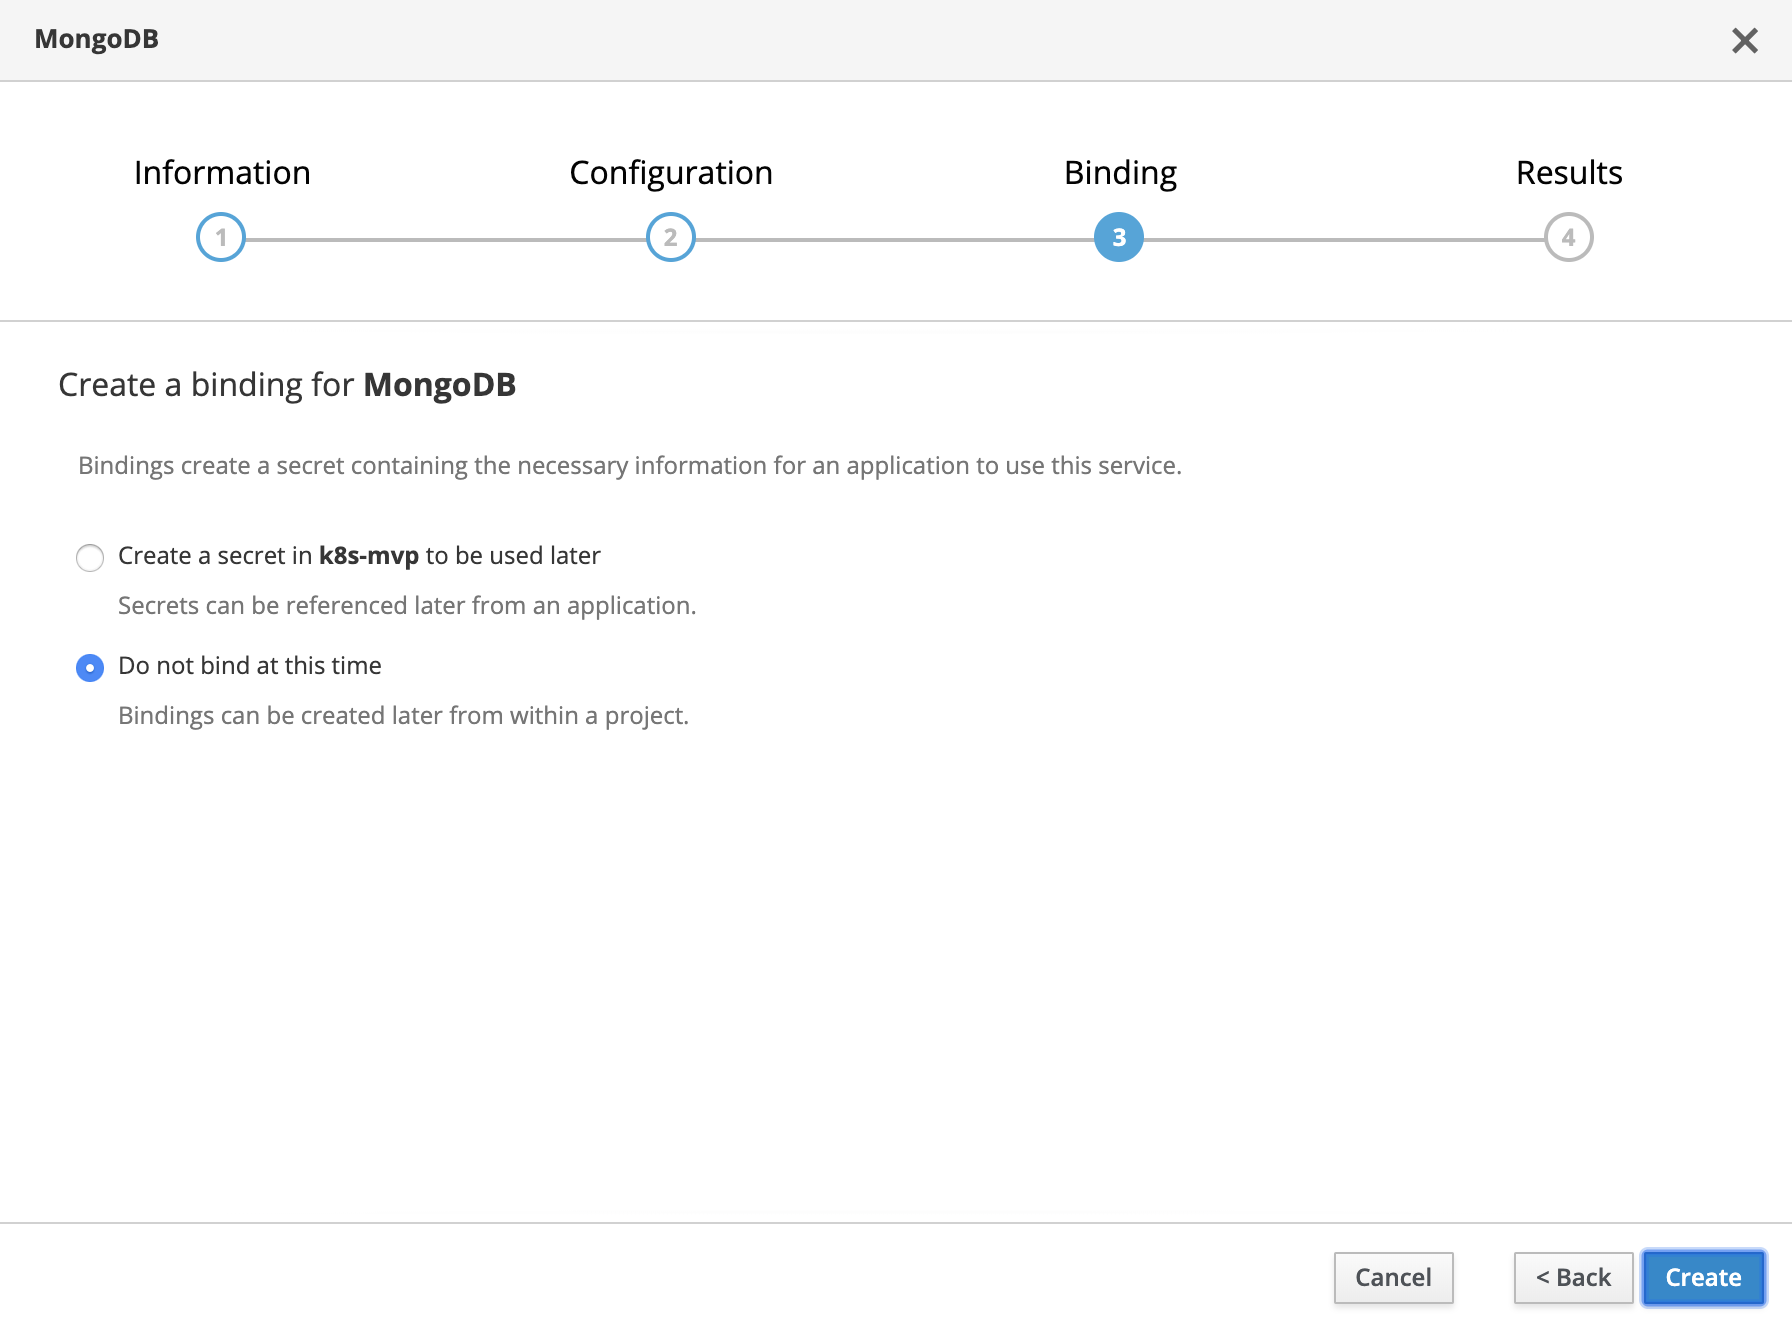 MongoDB
Information
Configuration
Binding
Results
1
2
3
4
Create a binding for MongoDB
Bindings create a secret containing the necessary information for an application to use this service.
Create a secret in k8s-mvp to be used later
Secrets can be referenced later from an application.
Do not bind at this time
Bindings can be created later from within a project.
Cancel
< Back
Create